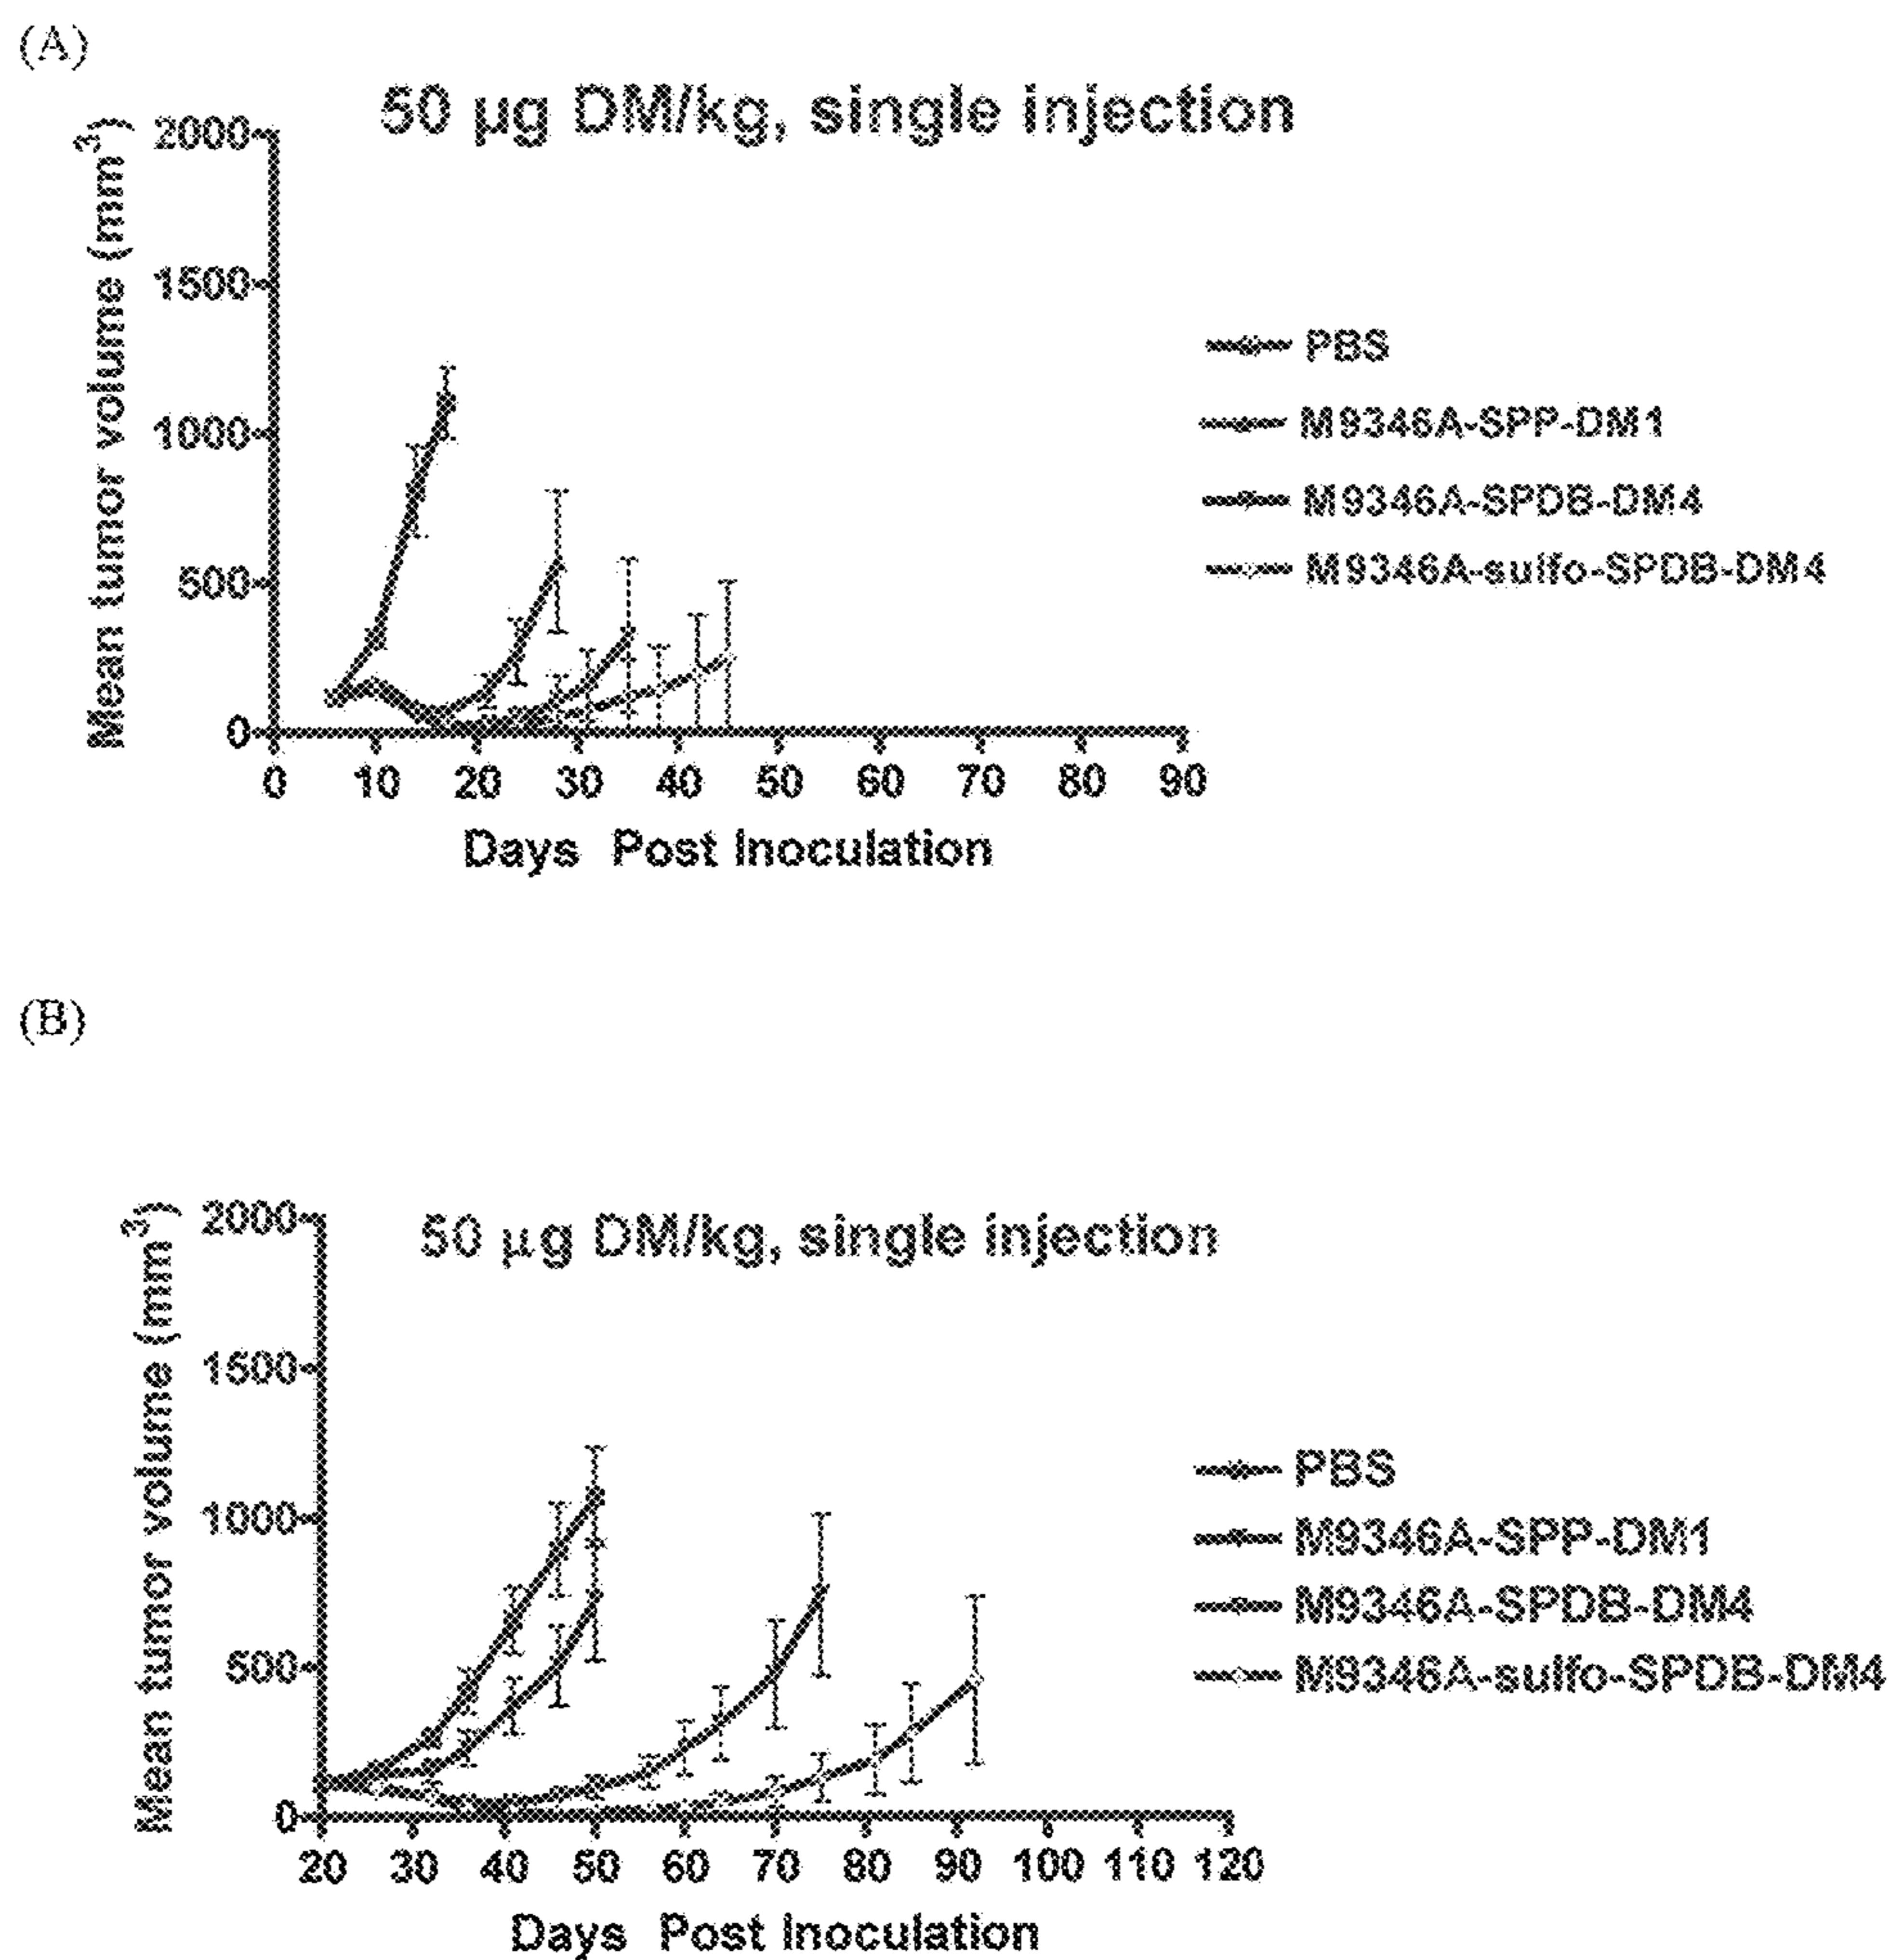 (A)
50 µg DM/kg, single injection
Mean tumor volume (mm³)
2000
1500
1000
500
0
0 10 20 30 40 50 60 70 80 90
Days Post Inoculation
PBS
M9346A-SPP-DM1
M9346A-SPDB-DM4
M9346A-sulfo-SPDB-DM4
(B)
50 µg DM/kg, single injection
Mean tumor volume (mm³)
2000
1500
1000
500
0
20 30 40 50 60 70 80 90 100 110 120
Days Post Inoculation
PBS
M9346A-SPP-DM1
M9346A-SPDB-DM4
M9346A-sulfo-SPDB-DM4